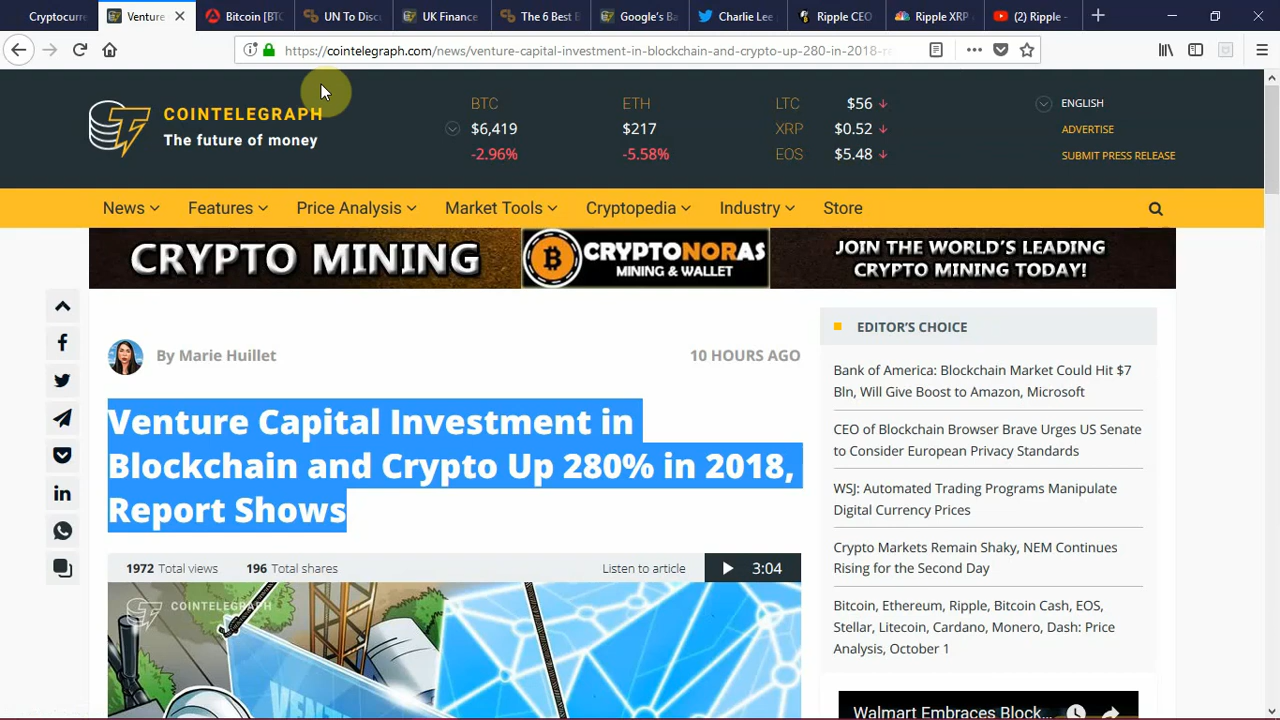 Cryptocurr
Venture
Bitcoin [BTC
UN To Disc
UK Finance
The 6 Best
Google's Ba
Charlie Lee
Ripple CEO
Ripple XRP
(2) Ripple -
https://cointelegraph.com/news/venture-capital-investment-in-blockchain-and-crypto-up-280-in-2018-r
COINTELEGRAPH
The future of money
BTC
$6,419
-2.96%
ETH
$217
-5.58%
LTC $56
XRP $0.52
EOS $5.48
ENGLISH
ADVERTISE
SUBMIT PRESS RELEASE
News Features Price Analysis Market Tools Cryptopedia Industry Store
CRYPTO MINING
CRYPTONORAS
MINING & WALLET
JOIN THE WORLD'S LEADING
CRYPTO MINING TODAY!
By Marie Huillet
10 HOURS AGO
Venture Capital Investment in
Blockchain and Crypto Up 280% in 2018,
Report Shows
1972 Total views 196 Total shares Listen to article 3:04
COINTELEGRAPH
EDITOR'S CHOICE
Bank of America: Blockchain Market Could Hit $7
Bln, Will Give Boost to Amazon, Microsoft
CEO of Blockchain Browser Brave Urges US Senate
to Consider European Privacy Standards
WSJ: Automated Trading Programs Manipulate
Digital Currency Prices
Crypto Markets Remain Shaky, NEM Continues
Rising for the Second Day
Bitcoin, Ethereum, Ripple, Bitcoin Cash, EOS,
Stellar, Litecoin, Cardano, Monero, Dash: Price
Analysis, October 1
Walmart Embraces Block...